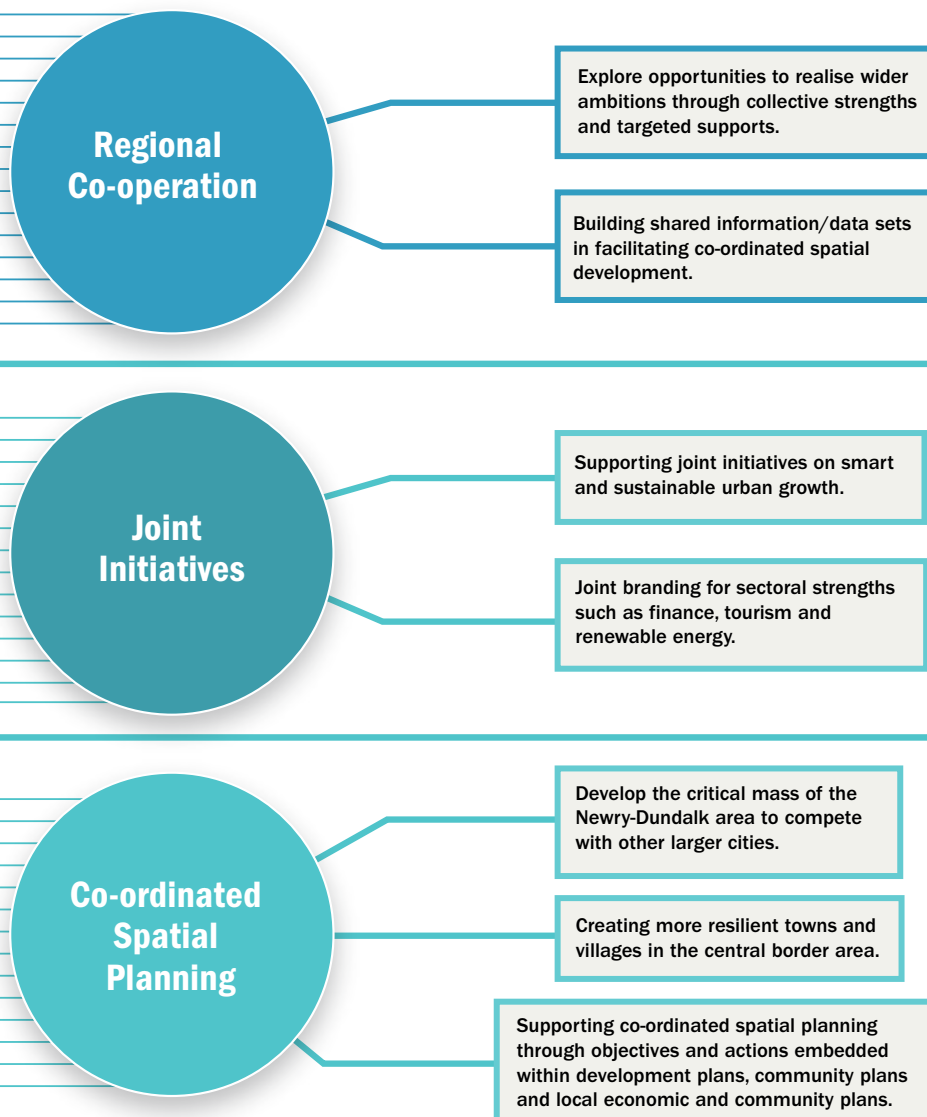 Regional
Co-operation
Explore opportunities to realise wider
ambitions through collective strengths
and targeted supports.
Building shared information/data sets
in facilitating co-ordinated spatial
development.
Joint
Initiatives
Supporting joint initiatives on smart
and sustainable urban growth.
Joint branding for sectoral strengths
such as finance, tourism and
renewable energy.
Co-ordinated
Spatial
Planning
Develop the critical mass of the
Newry-Dundalk area to compete
with other larger cities.
Creating more resilient towns and
villages in the central border area.
Supporting co-ordinated spatial planning
through objectives and actions embedded
within development plans, community plans
and local economic and community plans.